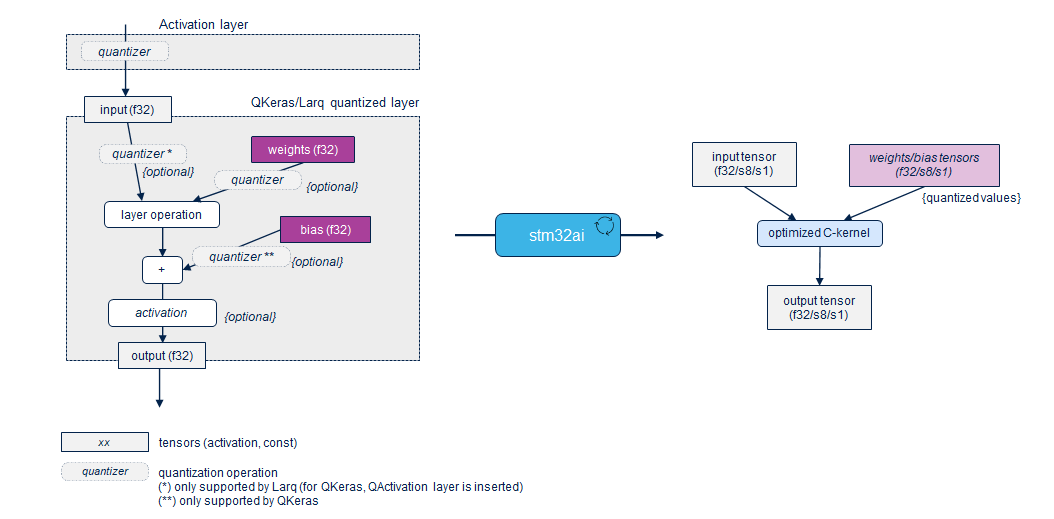 Activation layer
quantizer
input (f32)
QKeras/Larq quantized layer
quantizer *
{optional}
weights (f32)
quantizer
{optional}
layer operation
bias (f32)
quantizer **
{optional}
+
activation
{optional}
output (f32)
stm32ai
input tensor
(f32/s8/s1)
weights/bias tensors
(f32/s8/s1)
{quantized values}
optimized C-kernel
output tensor
(f32/s8/s1)
xx
tensors (activation, const)
quantizer
quantization operation
(*) only supported by Larq (for QKeras, QActivation layer is inserted)
(**) only supported by QKeras